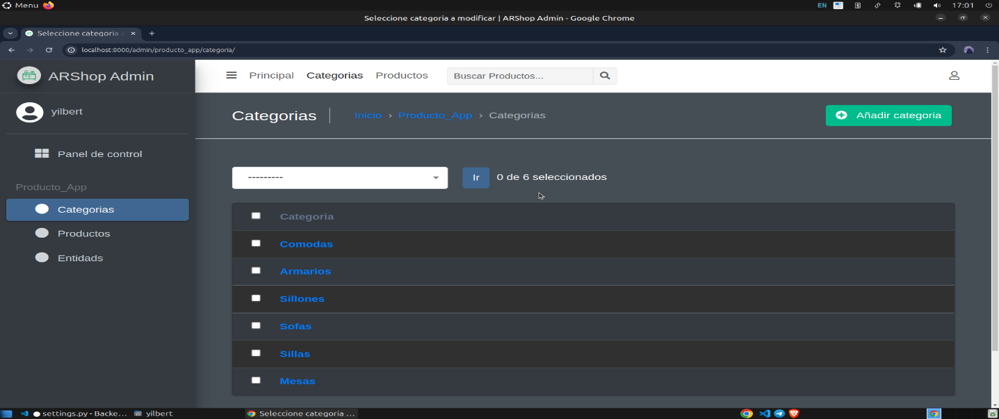 Menu
EN
17:01
Seleccione categoria a modificar | ARShop Admin - Google Chrome
Seleccione categoria
localhost:8000/admin/producto_app/categoria/
ARShop Admin
Principal Categorias Productos Buscar Productos...
yilbert
Categorias
Inicio › Producto_App › Categorias
Añadir categoria
Panel de control
Producto_App
Categorias
Productos
Entidads
---------
Ir
0 de 6 seleccionados
Categoria
Comodas
Armarios
Sillones
Sofas
Sillas
Mesas
settings.py - Backe...
yilbert
Seleccione categoria ...